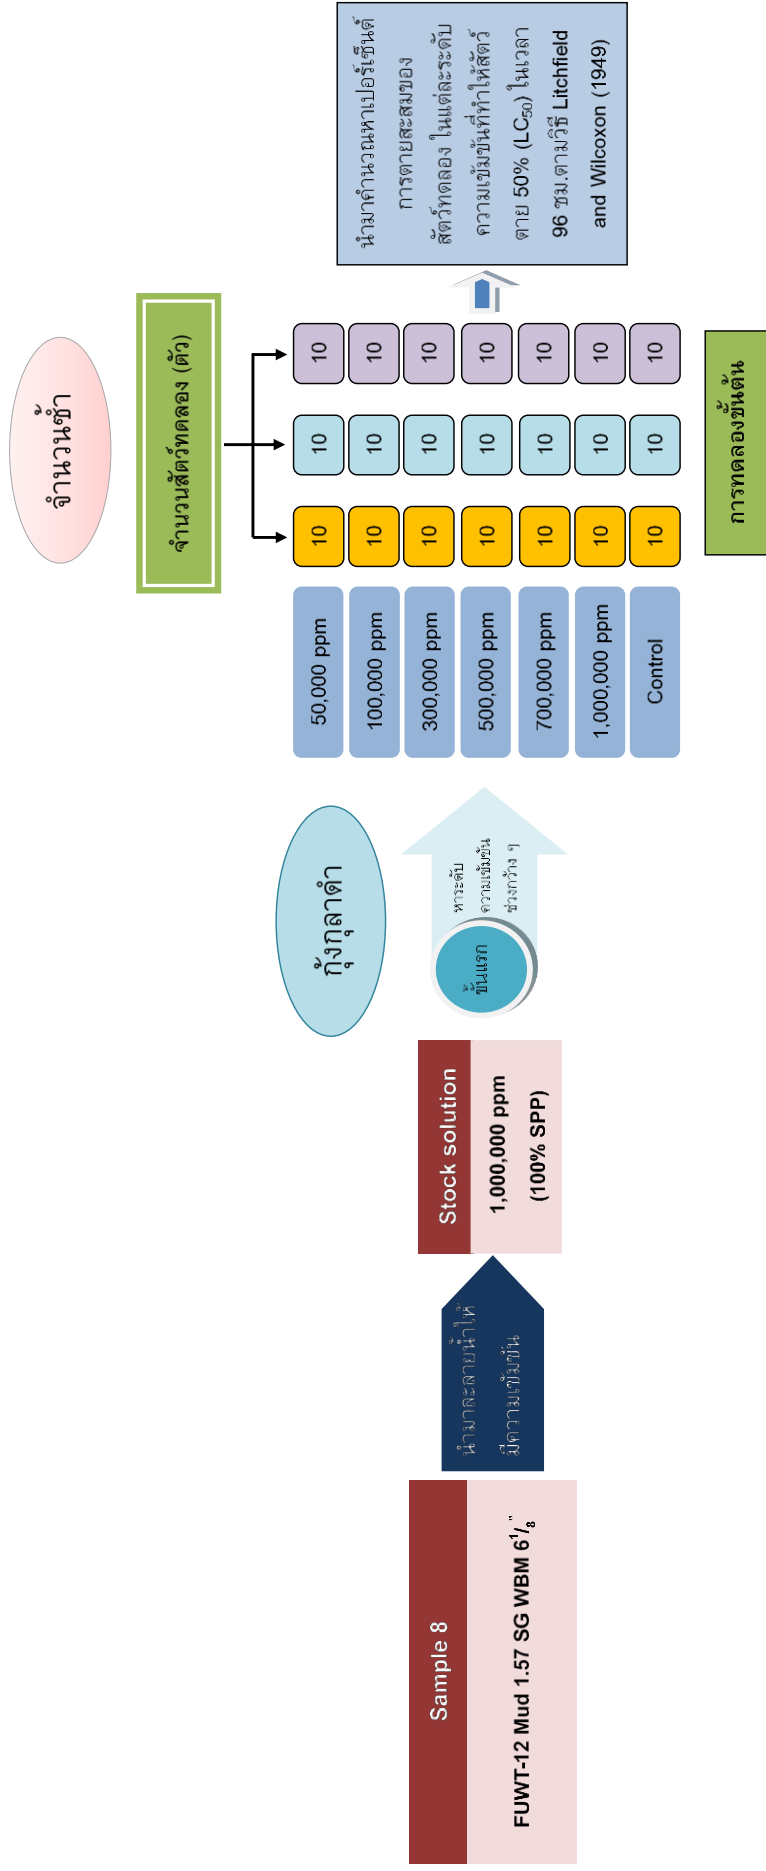 Sample 8
FUWT-12 Mud 1.57 SG WBM 6 1/8"
นำมาละลายน้ำให้
มีความเข้มข้น
Stock solution
1,000,000 ppm
(100% SPP)
กุ้งกุลาดำ
ขั้นแรก
หาระดับ
ความเข้มข้น
ช่วงกว้าง ๆ
จำนวนซ้ำ
จำนวนสัตว์ทดลอง (ตัว)
50,000 ppm 10 10 10
100,000 ppm 10 10 10
300,000 ppm 10 10 10
500,000 ppm 10 10 10
700,000 ppm 10 10 10
1,000,000 ppm 10 10 10
Control 10 10 10
การทดลองขั้นต้น
นำมาคำนวณหาเปอร์เซ็นต์
การตายสะสมของ
สัตว์ทดลอง ในแต่ละระดับ
ความเข้มข้นที่ทำให้สัตว์
ตาย 50% (LC50) ในเวลา
96 ชม.ตามวิธี Litchfield
and Wilcoxon (1949)